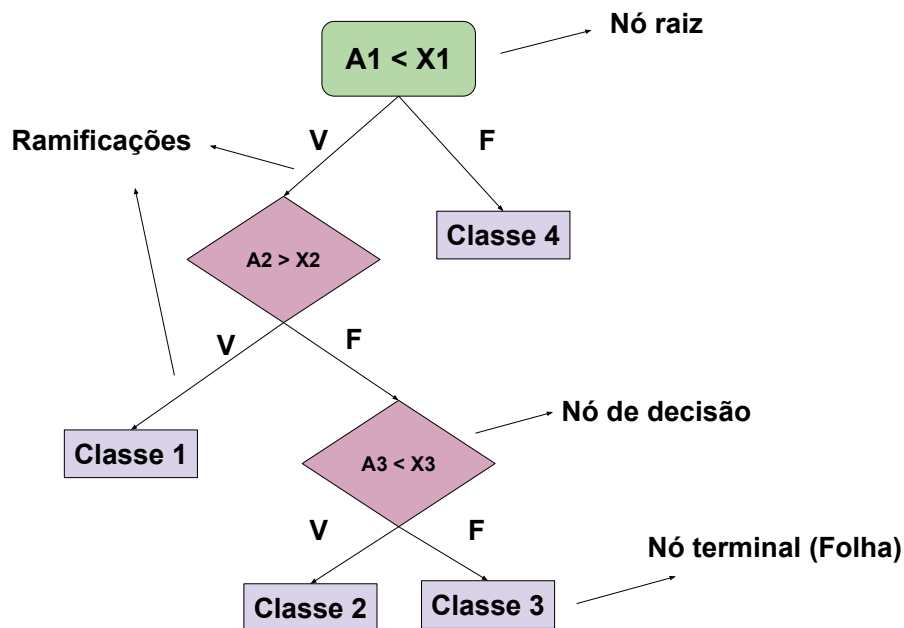 Nó raiz
A1 < X1
Ramificações
V
F
Classe 4
A2 > X2
V
F
Nó de decisão
Classe 1
A3 < X3
V
F
Nó terminal (Folha)
Classe 2
Classe 3